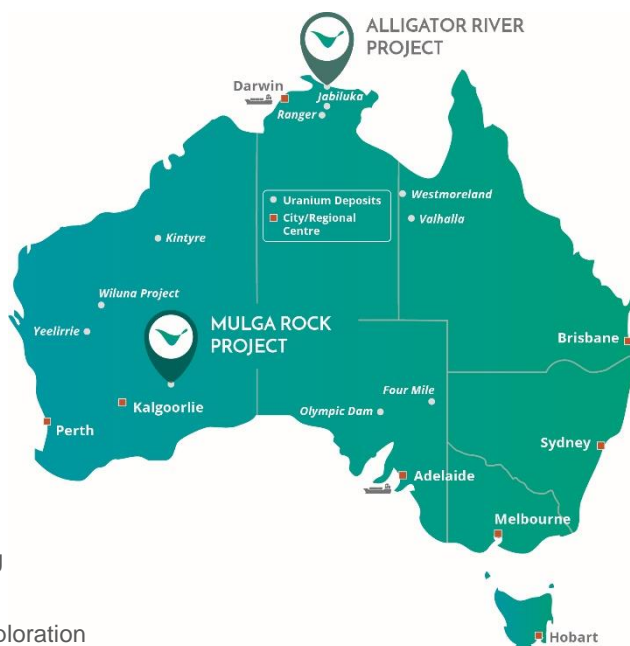 ALLIGATOR RIVER
PROJECT
Darwin
Jabiluka
Ranger
Uranium Deposits
City/Regional
Centre
Westmoreland
Valhalla
Kintyre
Wiluna Project
Yeelirrie
MULGA ROCK
PROJECT
Brisbane
Kalgoorlie
Perth
Four Mile
Olympic Dam
Sydney
Adelaide
Melbourne
Hobart